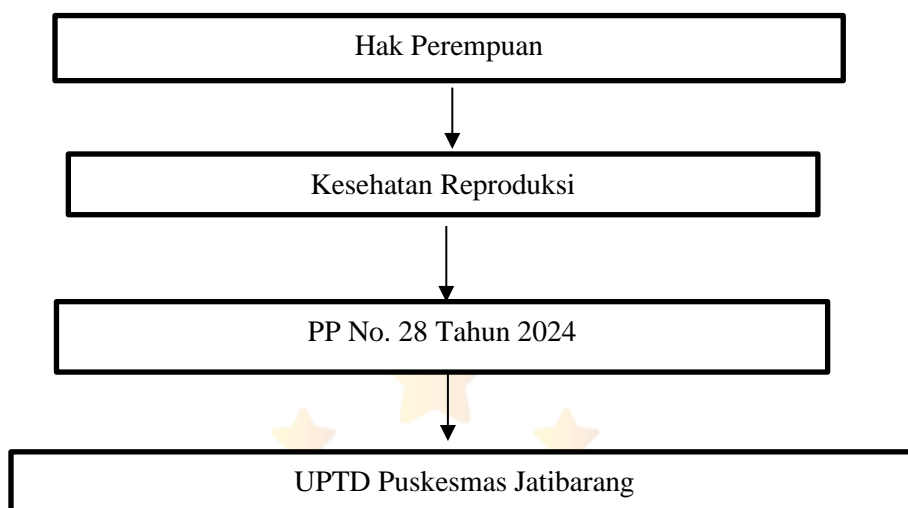 Hak Perempuan
Kesehatan Reproduksi
PP No. 28 Tahun 2024
UPTD Puskesmas Jatibarang